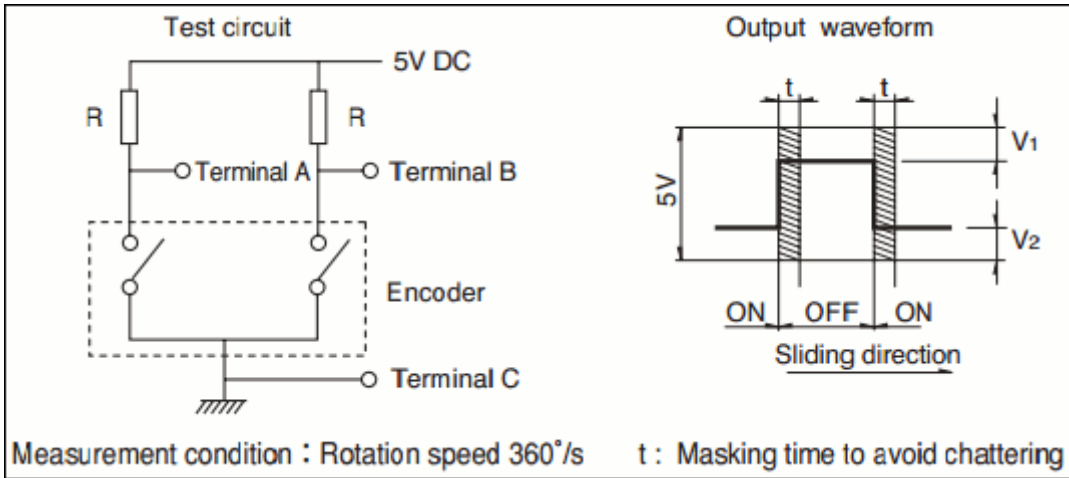 Test circuit
5V DC
R
R
Terminal A
Terminal B
Encoder
Terminal C
Output waveform
t
t
V1
5V
V2
ON
OFF
ON
Sliding direction
Measurement condition : Rotation speed 360˚/s
t : Masking time to avoid chattering